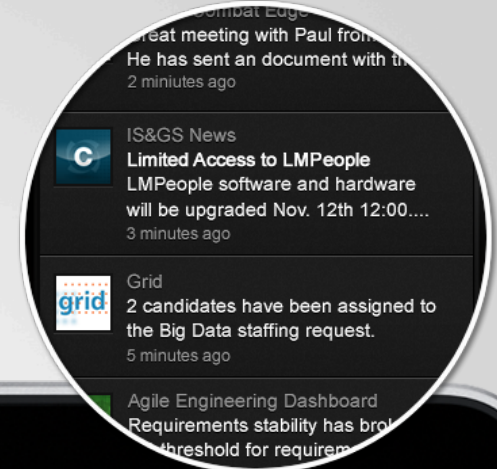 Combat Edge
Great meeting with Paul from
He has sent an document with
2 miniutes ago
IS&GS News
C
Limited Access to LMPeople
LMPeople software and hardware
will be upgraded Nov. 12th 12:00....
3 minutes ago
Grid
grid
2 candidates have been assigned to
the Big Data staffing request.
5 minutes ago
Agile Engineering Dashboard
Requirements stability has
threshold for